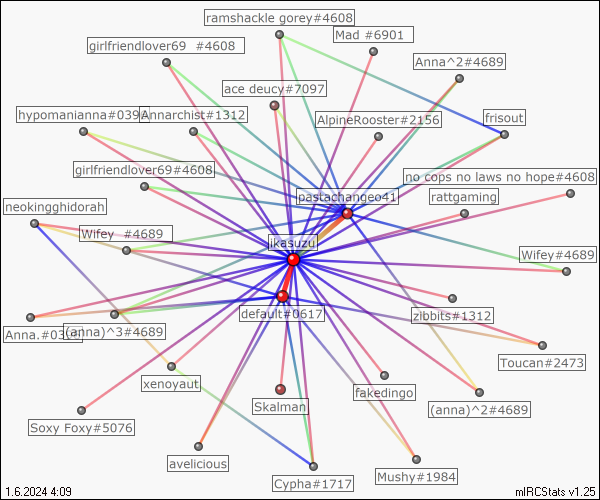 ramshackle gorey#4608
Mad #6901
girlfriendlover69 #4608
Anna^2#4689
ace deucy#7097
hypomanianna#039
Annarchist#1312
AlpineRooster#2156
frisout
girlfriendlover69#4608
no cops no laws no hope#4608
pastachangeo41
neokingghidorah
rattgaming
Wifey #4689
jikasuzu
Wifey#4689
default#0617
zibbits#1312
Anna.#03
(anna)^3#4689
Toucan#2473
xenoyaut
fakedingo
Skalman
(anna)^2#4689
Soxy Foxy#5076
avelicious
Cypha#1717
Mushy#1984
1.6.2024 4:09
mIRCStats v1.25